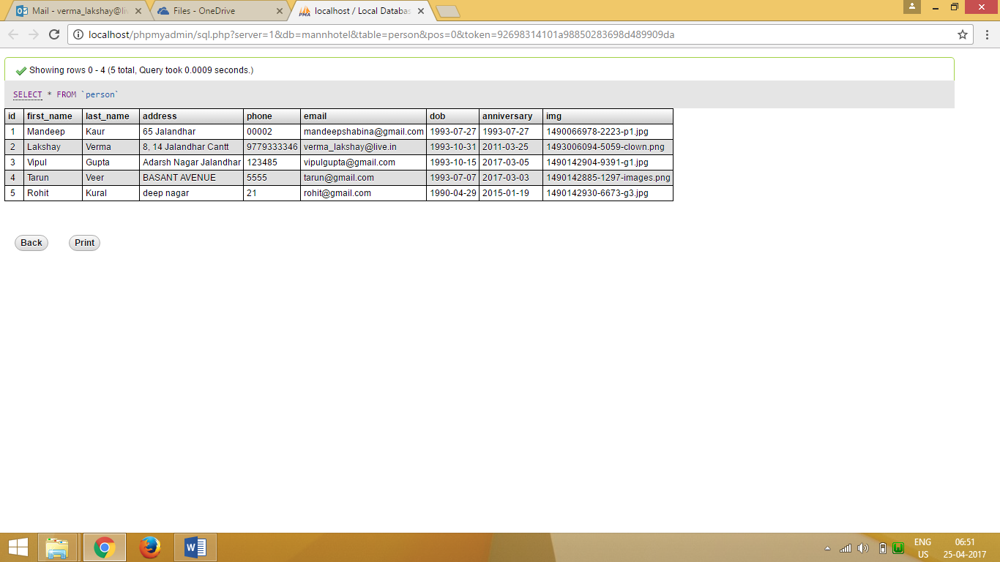 Mail - verma_lakshay@liv Files - OneDrive localhost / Local Databas
localhost/phpmyadmin/sql.php?server=1&db=mannhotel&table=person&pos=0&token=92698314101a98850283698d489909da
Showing rows 0 - 4 (5 total, Query took 0.0009 seconds.)
SELECT * FROM `person`
id first_name last_name address phone email dob anniversary img
1 Mandeep Kaur 65 Jalandhar 00002 mandeepshabina@gmail.com 1993-07-27 1993-07-27 1490066978-2223-p1.jpg
2 Lakshay Verma 8, 14 Jalandhar Cantt 9779333346 verma_lakshay@live.in 1993-10-31 2011-03-25 1493006094-5059-clown.png
3 Vipul Gupta Adarsh Nagar Jalandhar 123485 vipulgupta@gmail.com 1993-10-15 2017-03-05 1490142904-9391-g1.jpg
4 Tarun Veer BASANT AVENUE 5555 tarun@gmail.com 1993-07-07 2017-03-03 1490142885-1297-images.png
5 Rohit Kural deep nagar 21 rohit@gmail.com 1990-04-29 2015-01-19 1490142930-6673-g3.jpg
Back Print
ENG 06:51
US 25-04-2017